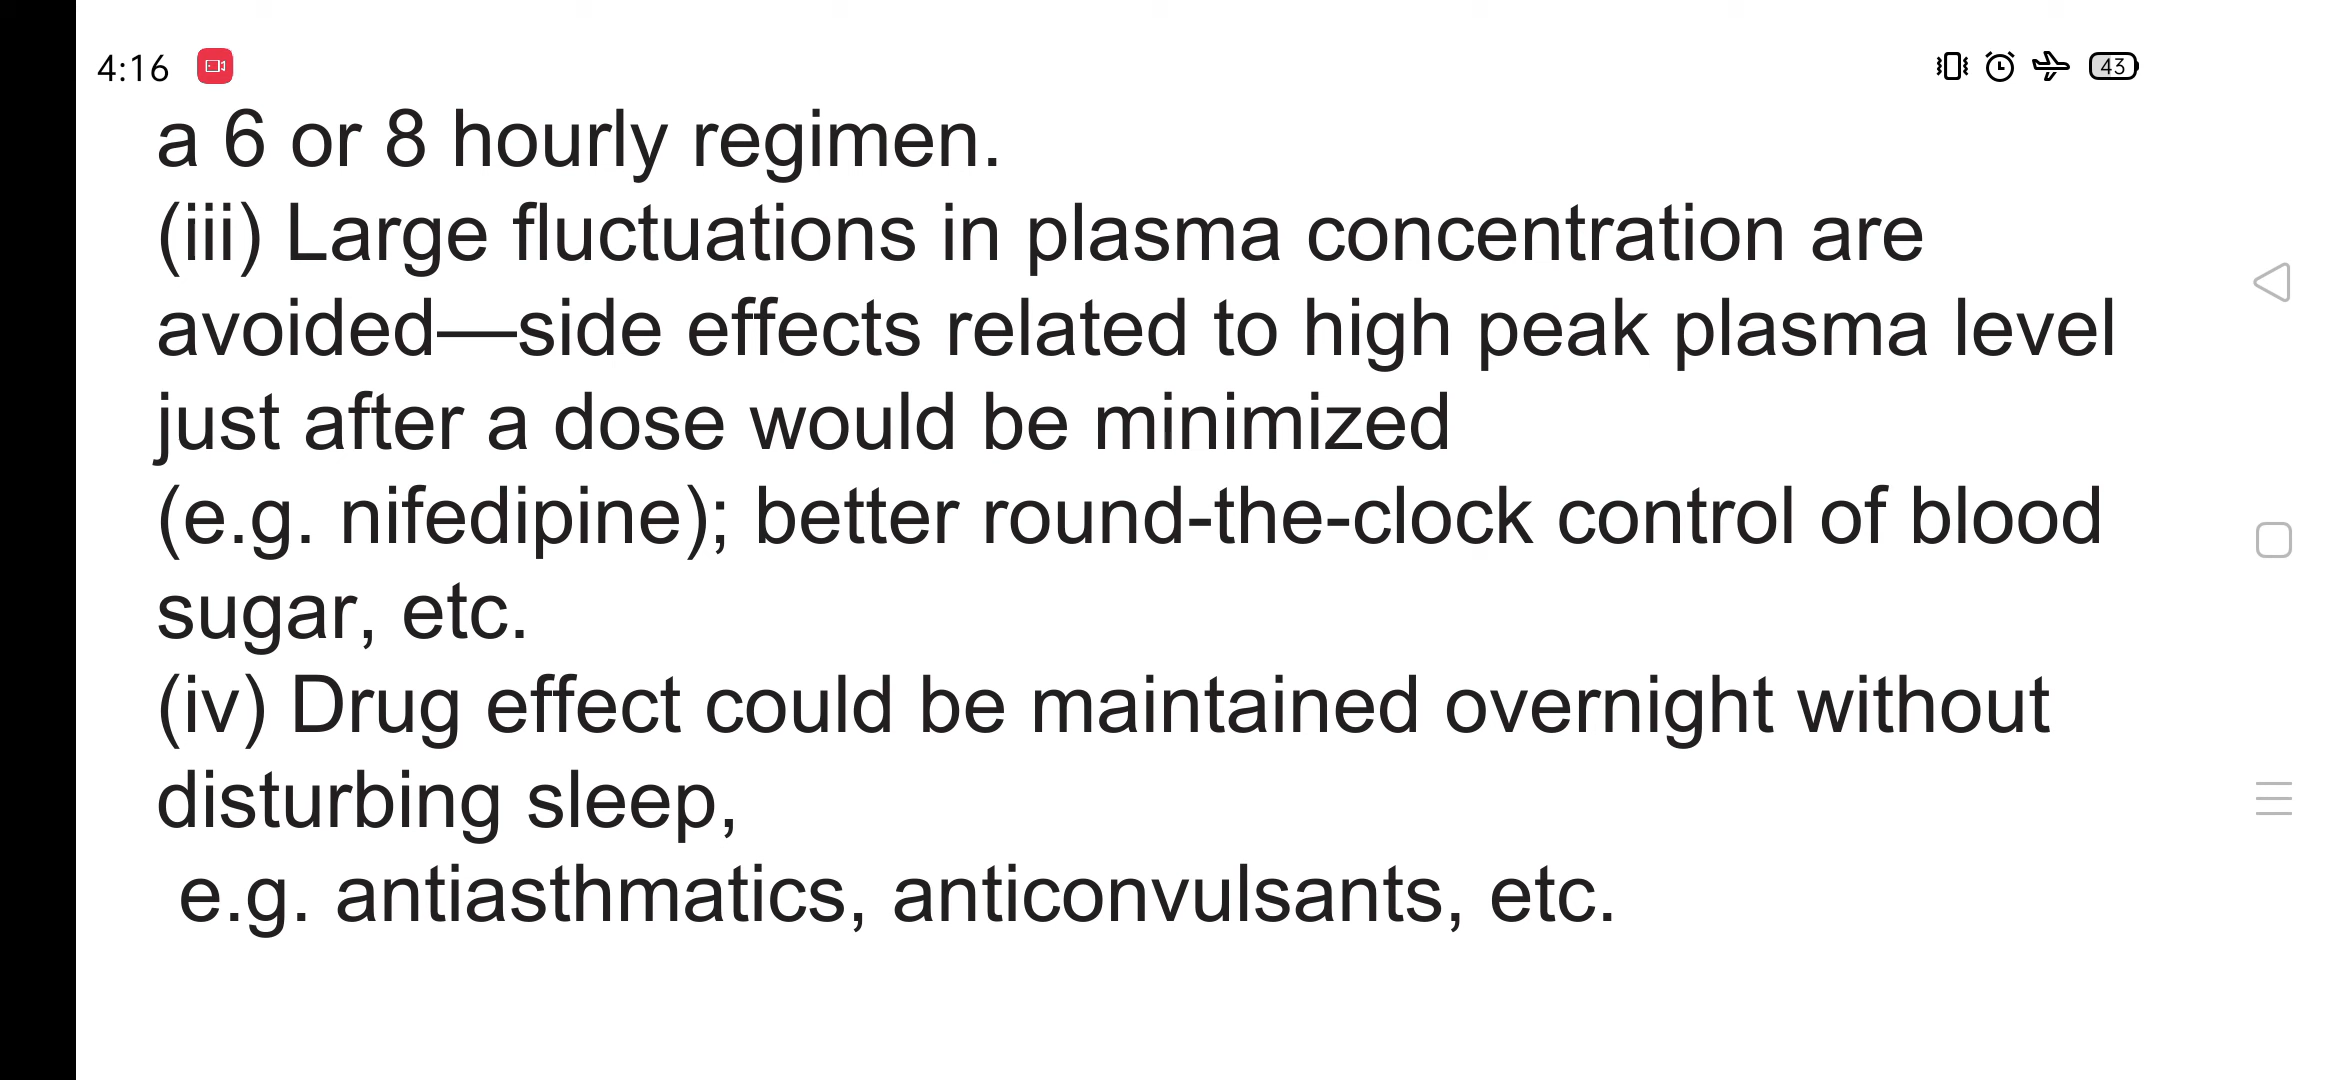 4:16
43
a 6 or 8 hourly regimen.
(iii) Large fluctuations in plasma concentration are
avoided—side effects related to high peak plasma level
just after a dose would be minimized
(e.g. nifedipine); better round-the-clock control of blood
sugar, etc.
(iv) Drug effect could be maintained overnight without
disturbing sleep,
e.g. antiasthmatics, anticonvulsants, etc.